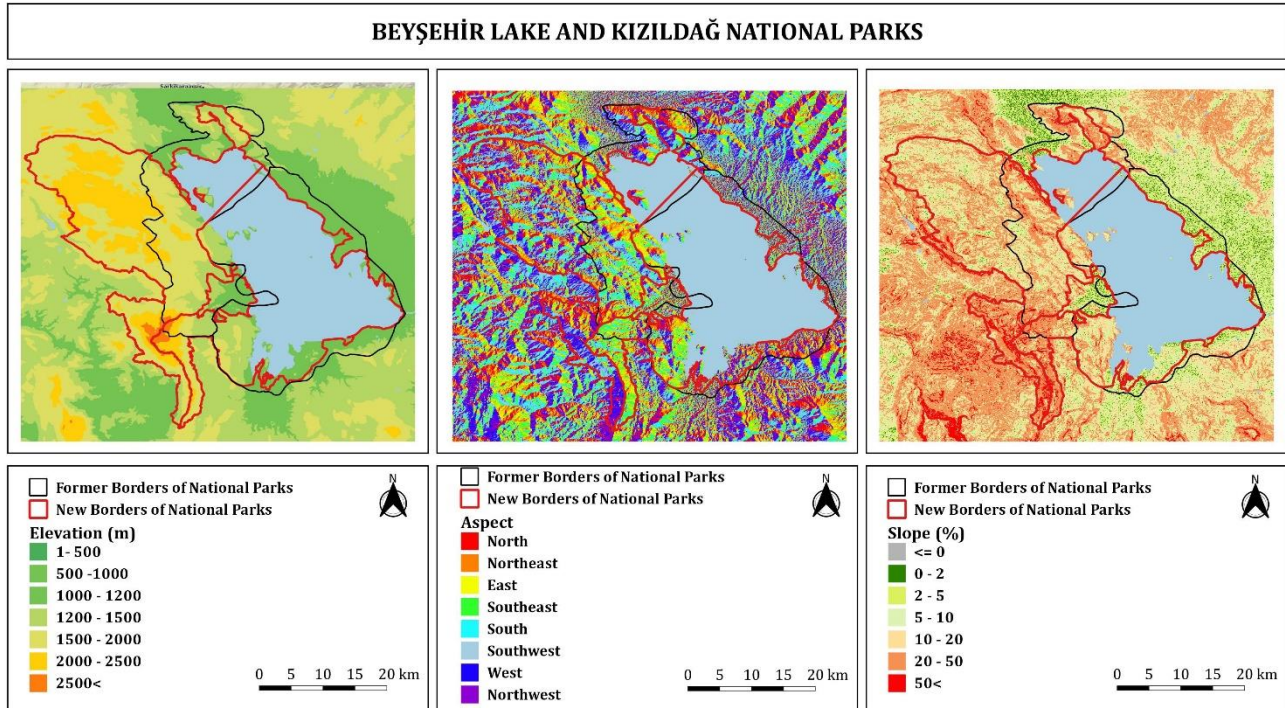 BEYŞEHİR LAKE AND KIZILDAĞ NATIONAL PARKS
Former Borders of National Parks
New Borders of National Parks
N
Elevation (m)
1- 500
500 -1000
1000 - 1200
1200 - 1500
1500 - 2000
2000 - 2500
2500<
0 5 10 15 20 km
Former Borders of National Parks
New Borders of National Parks
N
Aspect
North
Northeast
East
Southeast
South
Southwest
West
Northwest
0 5 10 15 20 km
Former Borders of National Parks
New Borders of National Parks
N
Slope (%)
<= 0
0 - 2
2 - 5
5 - 10
10 - 20
20 - 50
50<
0 5 10 15 20 km